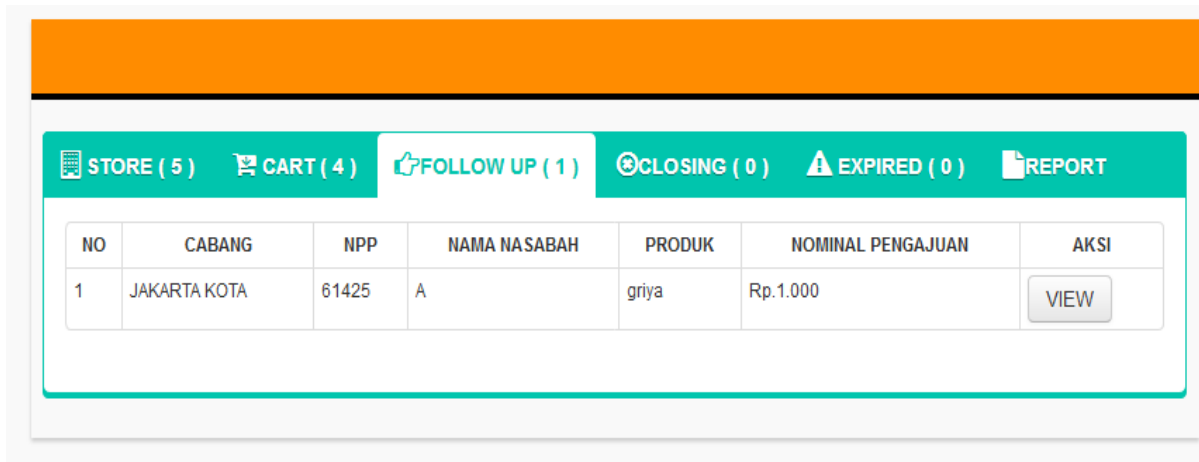 STORE ( 5 ) CART ( 4 ) FOLLOW UP ( 1 ) CLOSING ( 0 ) EXPIRED ( 0 ) REPORT
NO CABANG NPP NAMA NASABAH PRODUK NOMINAL PENGAJUAN AKSI
1 JAKARTA KOTA 61425 A griya Rp.1.000 VIEW